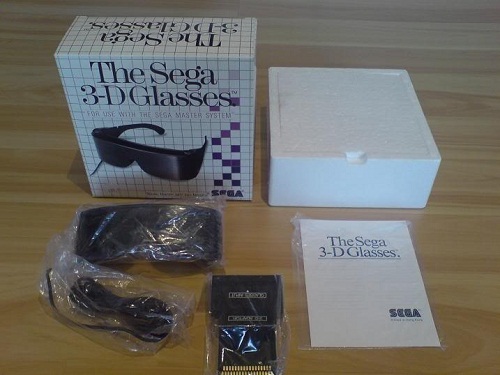 The Sega
3-D Glasses
The Sega
3-D Glasses.™
FOR USE WITH THE SEGA MASTER SYSTEM
SEGA
The Sega
3-D Glasses.
SEGA